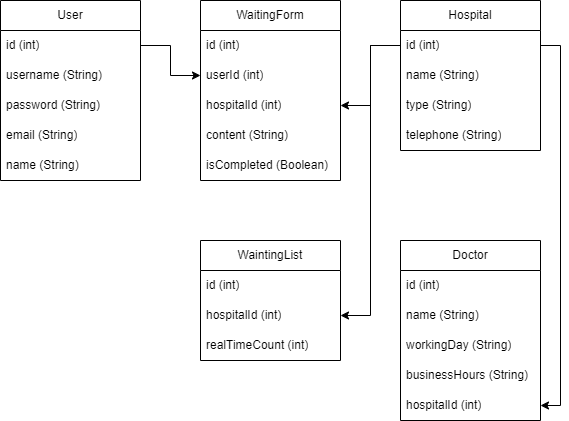 User
id (int)
username (String)
password (String)
email (String)
name (String)
WaitingForm
id (int)
userId (int)
hospitalId (int)
content (String)
isCompleted (Boolean)
Hospital
id (int)
name (String)
type (String)
telephone (String)
WaintingList
id (int)
hospitalId (int)
realTimeCount (int)
Doctor
id (int)
name (String)
workingDay (String)
businessHours (String)
hospitalId (int)